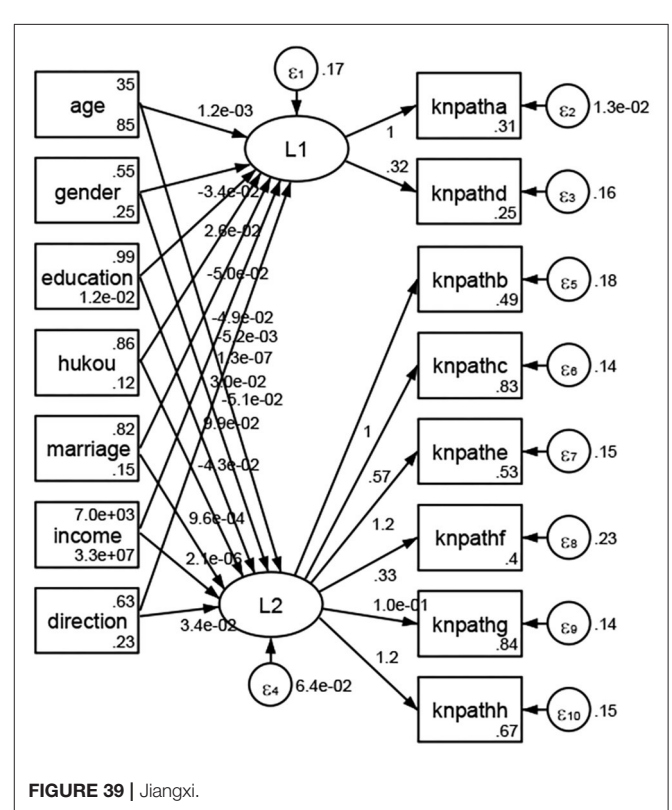 ε1 .17
35
age
85
1.2e-03
L1
1
.32
knpatha
.31
ε2 1.3e-02
knpathd
.25
ε3 .16
.55
gender
.25
-3.4e-02
.99
education
1.2e-02
2.6e-02
-5.0e-02
knpathb
.49
ε5 .18
.86
hukou
.12
-4.9e-02
-5.2e-03
1.3e-07
3.0e-02
-5.1e-02
9.9e-02
-4.3e-02
knpathc
.83
ε6 .14
.82
marriage
.15
1
.57
1.2
.33
1.0e-01
1.2
knpathe
.53
ε7 .15
7.0e+03
income
3.3e+07
9.6e-04
2.1e-06
knpathf
.4
ε8 .23
.63
direction
.23
3.4e-02
L2
knpathg
.84
ε9 .14
ε4 6.4e-02
knpathh
.67
ε10 .15
FIGURE 39 | Jiangxi.